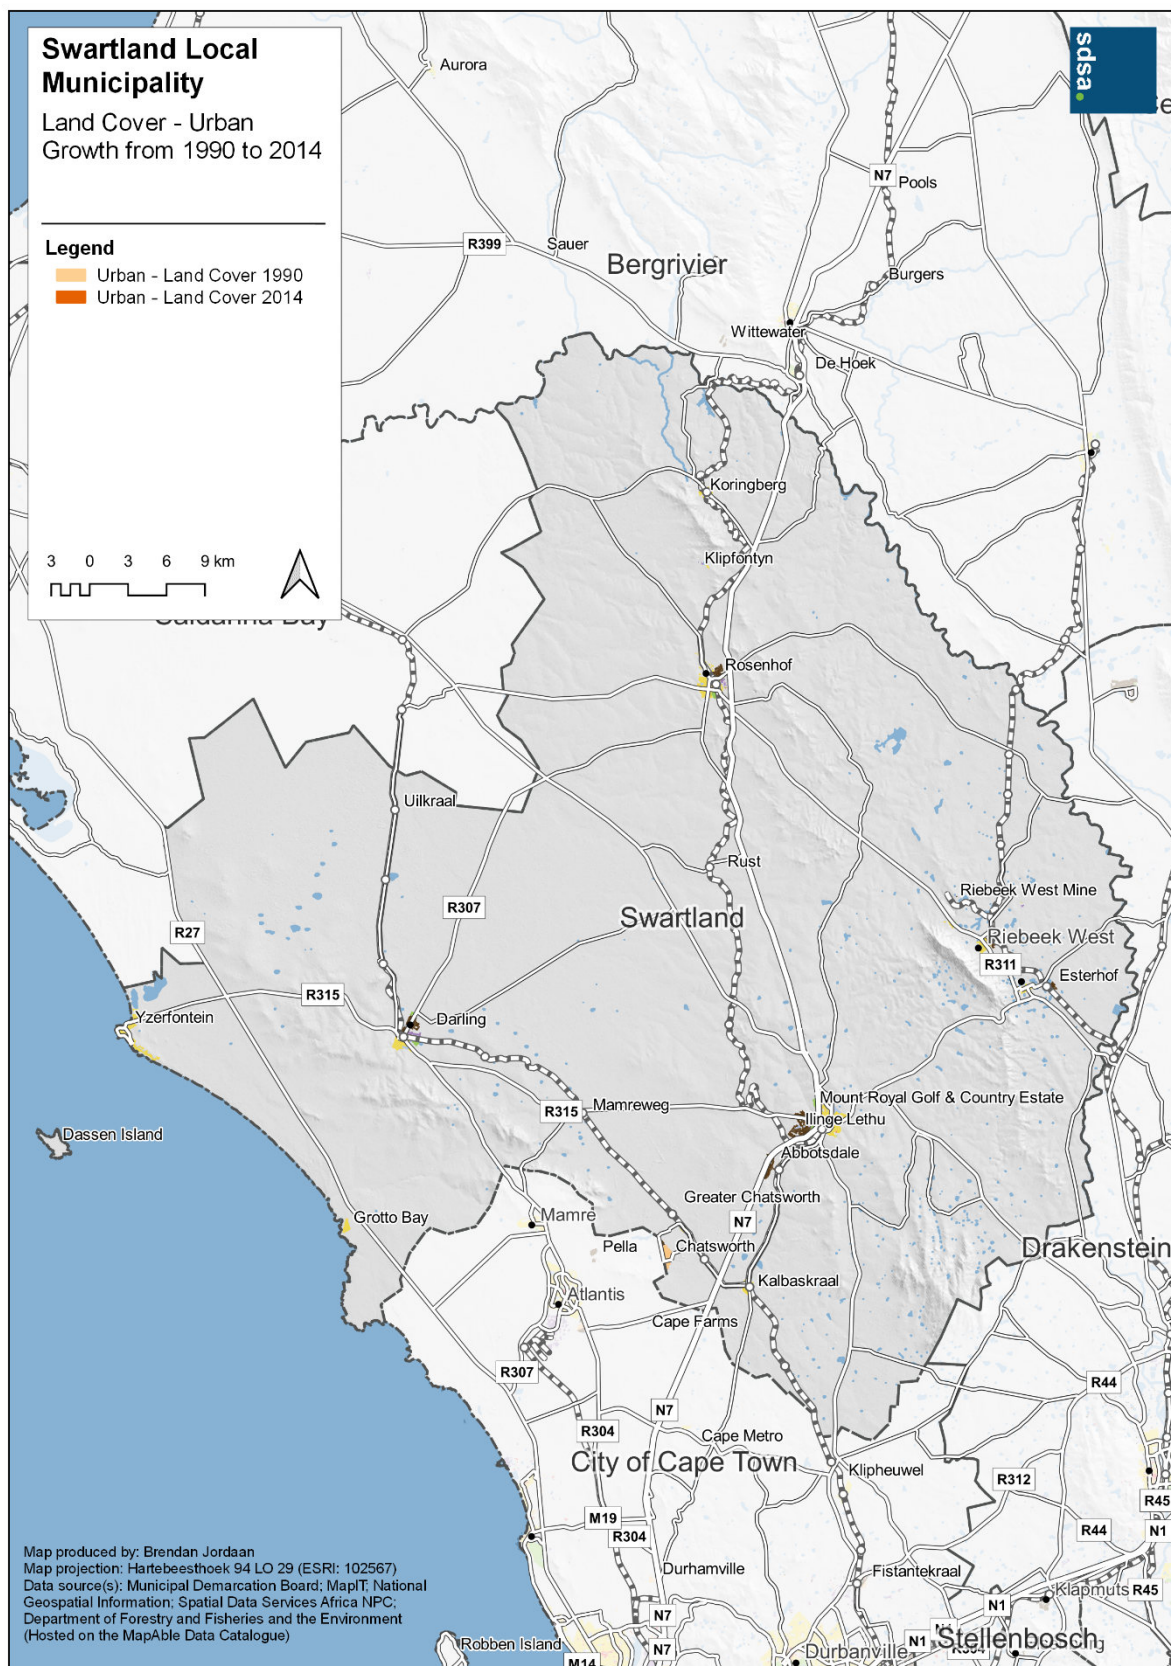 Swartland Local
Municipality
Land Cover - Urban
Growth from 1990 to 2014
Legend
Urban - Land Cover 1990
Urban - Land Cover 2014
3 0 3 6 9 km
sdsa
Aurora
N7
Pools
R399
Sauer
Bergrivier
Burgers
Wittewater
De Hoek
Koringberg
Klipfontyn
Rosenhof
Uilkraal
Rust
Riebeek West Mine
R307
Swartland
R27
Riebeek West
R311
Esterhof
R315
Yzerfontein
Darling
Mount Royal Golf & Country Estate
R315
Mamreweg
Illinge Lethu
Dassen Island
Abbotsdale
Greater Chatsworth
Grotto Bay
Mamre
N7
Pella
Chatsworth
Drakenstein
Kalbaskraal
Atlantis
Cape Farms
R307
R44
N7
R304
Cape Metro
City of Cape Town
Klipheuwel
R312
R45
M19
R304
R44
N1
Durhamville
Fistantekraal
Klapmuts
R45
N1
N7
Robben Island
N7
M14
Durbanville
N1
Stellenbosch
Map produced by: Brendan Jordaan
Map projection: Hartebeesthoek 94 LO 29 (ESRI: 102567)
Data source(s): Municipal Demarcation Board; MapIT; National
Geospatial Information; Spatial Data Services Africa NPC;
Department of Forestry and Fisheries and the Environment
(Hosted on the MapAble Data Catalogue)